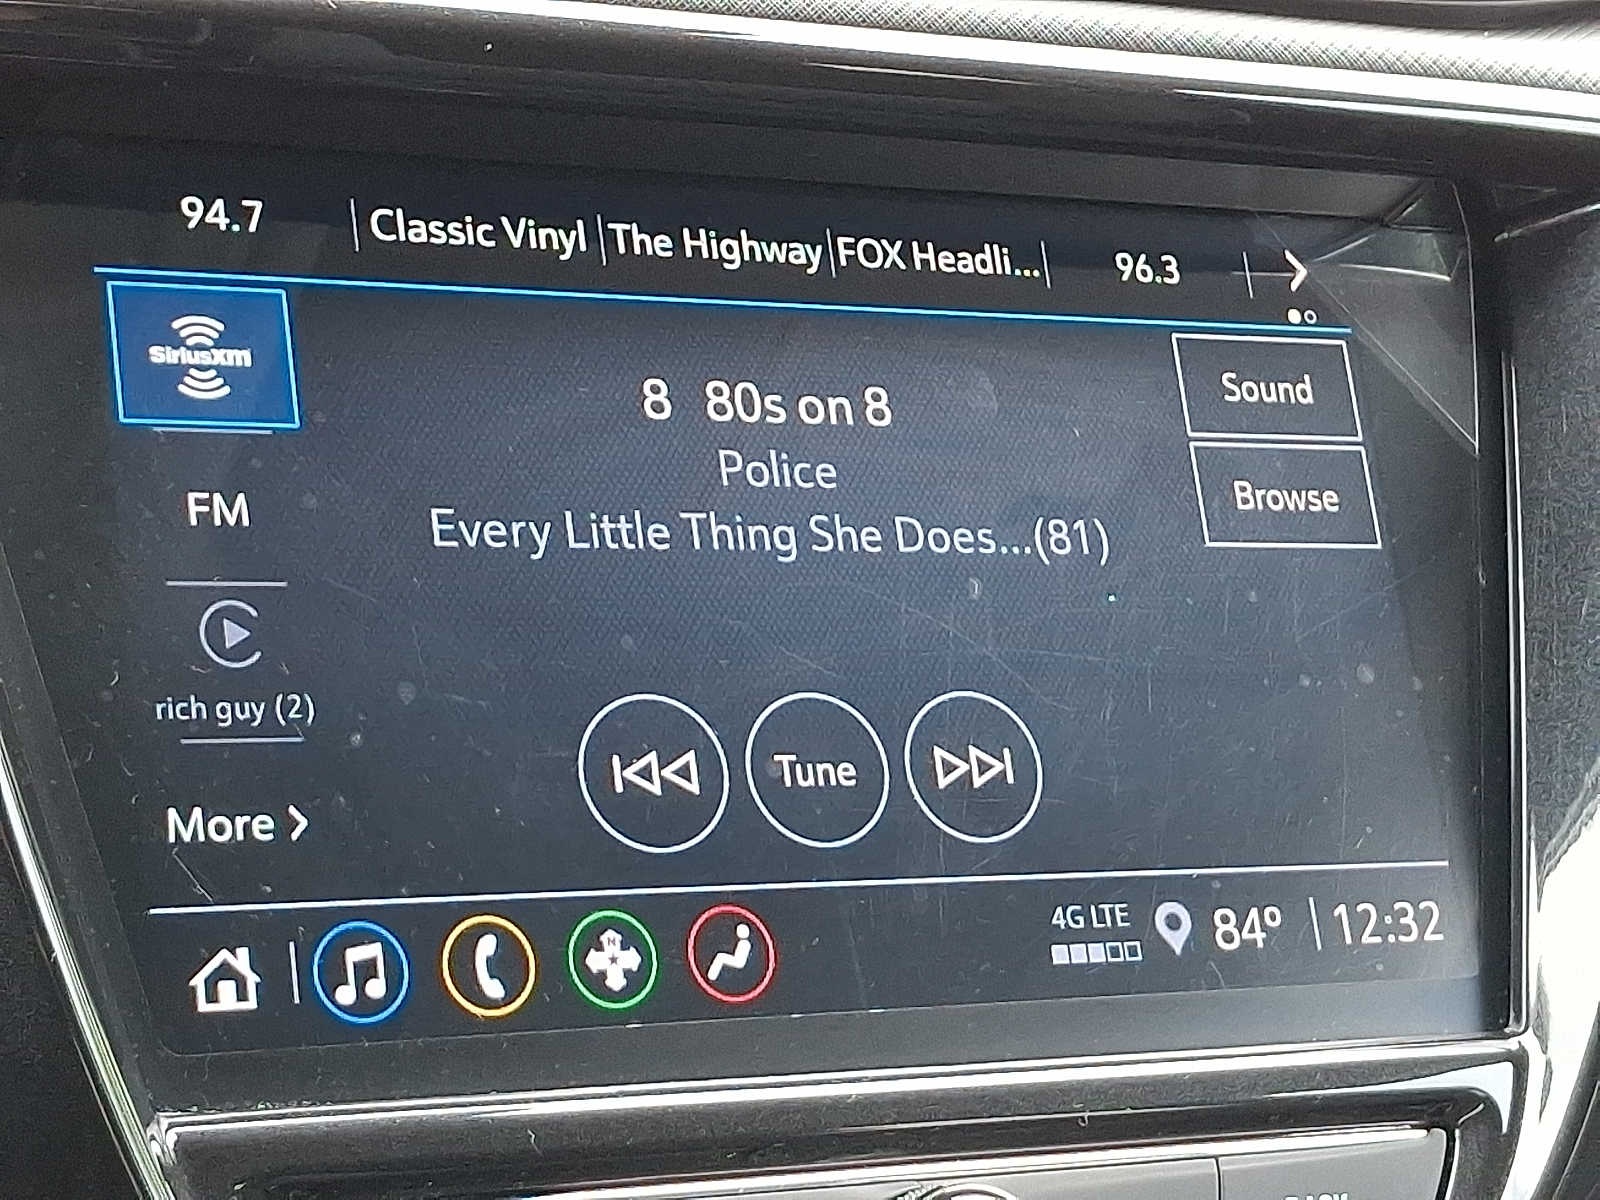 94.7 | Classic Vinyl | The Highway | FOX Headli... | 96.3 |
SiriusXM
8 80s on 8
Police
Every Little Thing She Does...(81)
Sound
Browse
FM
rich guy (2)
More
Tune
4G LTE
84° | 12:32
N